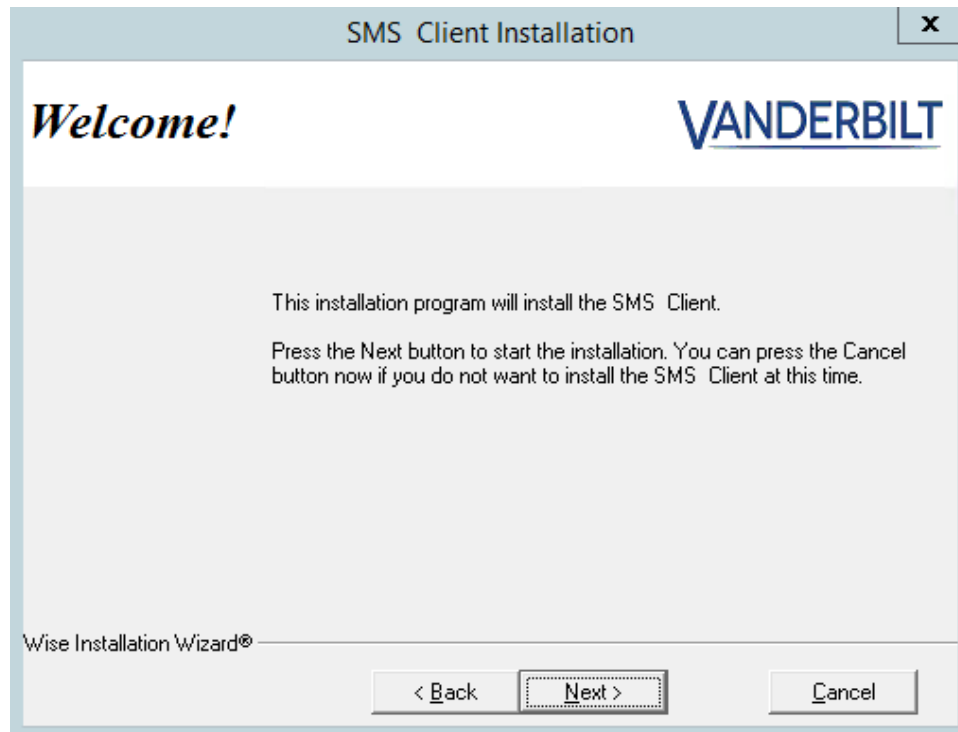 SMS  Client Installation
x
Welcome!
VANDERBILT
This installation program will install the SMS  Client.
Press the Next button to start the installation. You can press the Cancel
button now if you do not want to install the SMS  Client at this time.
Wise Installation Wizard®
< Back
Next >
Cancel